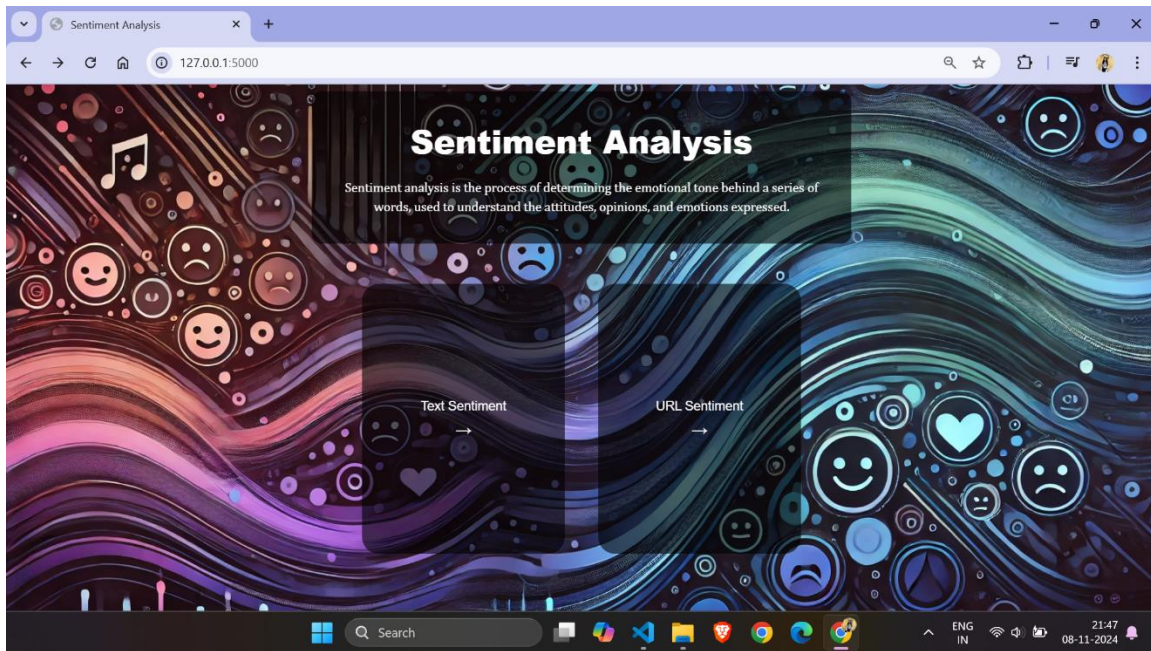 Sentiment Analysis
127.0.0.1:5000
Sentiment Analysis
Sentiment analysis is the process of determining the emotional tone behind a series of
words, used to understand the attitudes, opinions, and emotions expressed.
Text Sentiment
→
URL Sentiment
→
Search
ENG
IN
21:47
08-11-2024